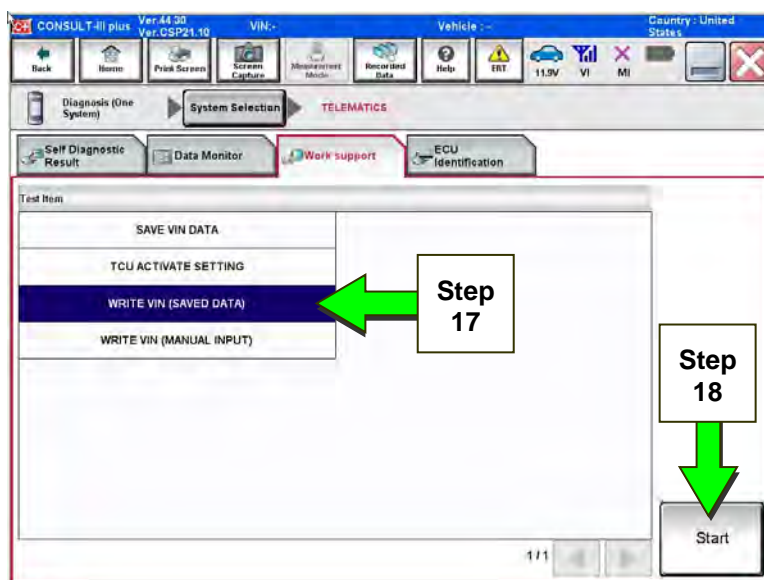 CONSULT-III plus Ver.44.30 VIN:- Vehicle : - Country : United
Ver.CSP21.10 States
Back Home Print Screen Screen Capture Measurement Mode Recorded Data Help ERT 11.9V VI MI
Diagnosis (One System) System Selection TELEMATICS
Self Diagnostic Result Data Monitor Work support ECU Identification
Test Item
SAVE VIN DATA
TCU ACTIVATE SETTING
WRITE VIN (SAVED DATA)
WRITE VIN (MANUAL INPUT)
Step
17
Step
18
Start
1/1